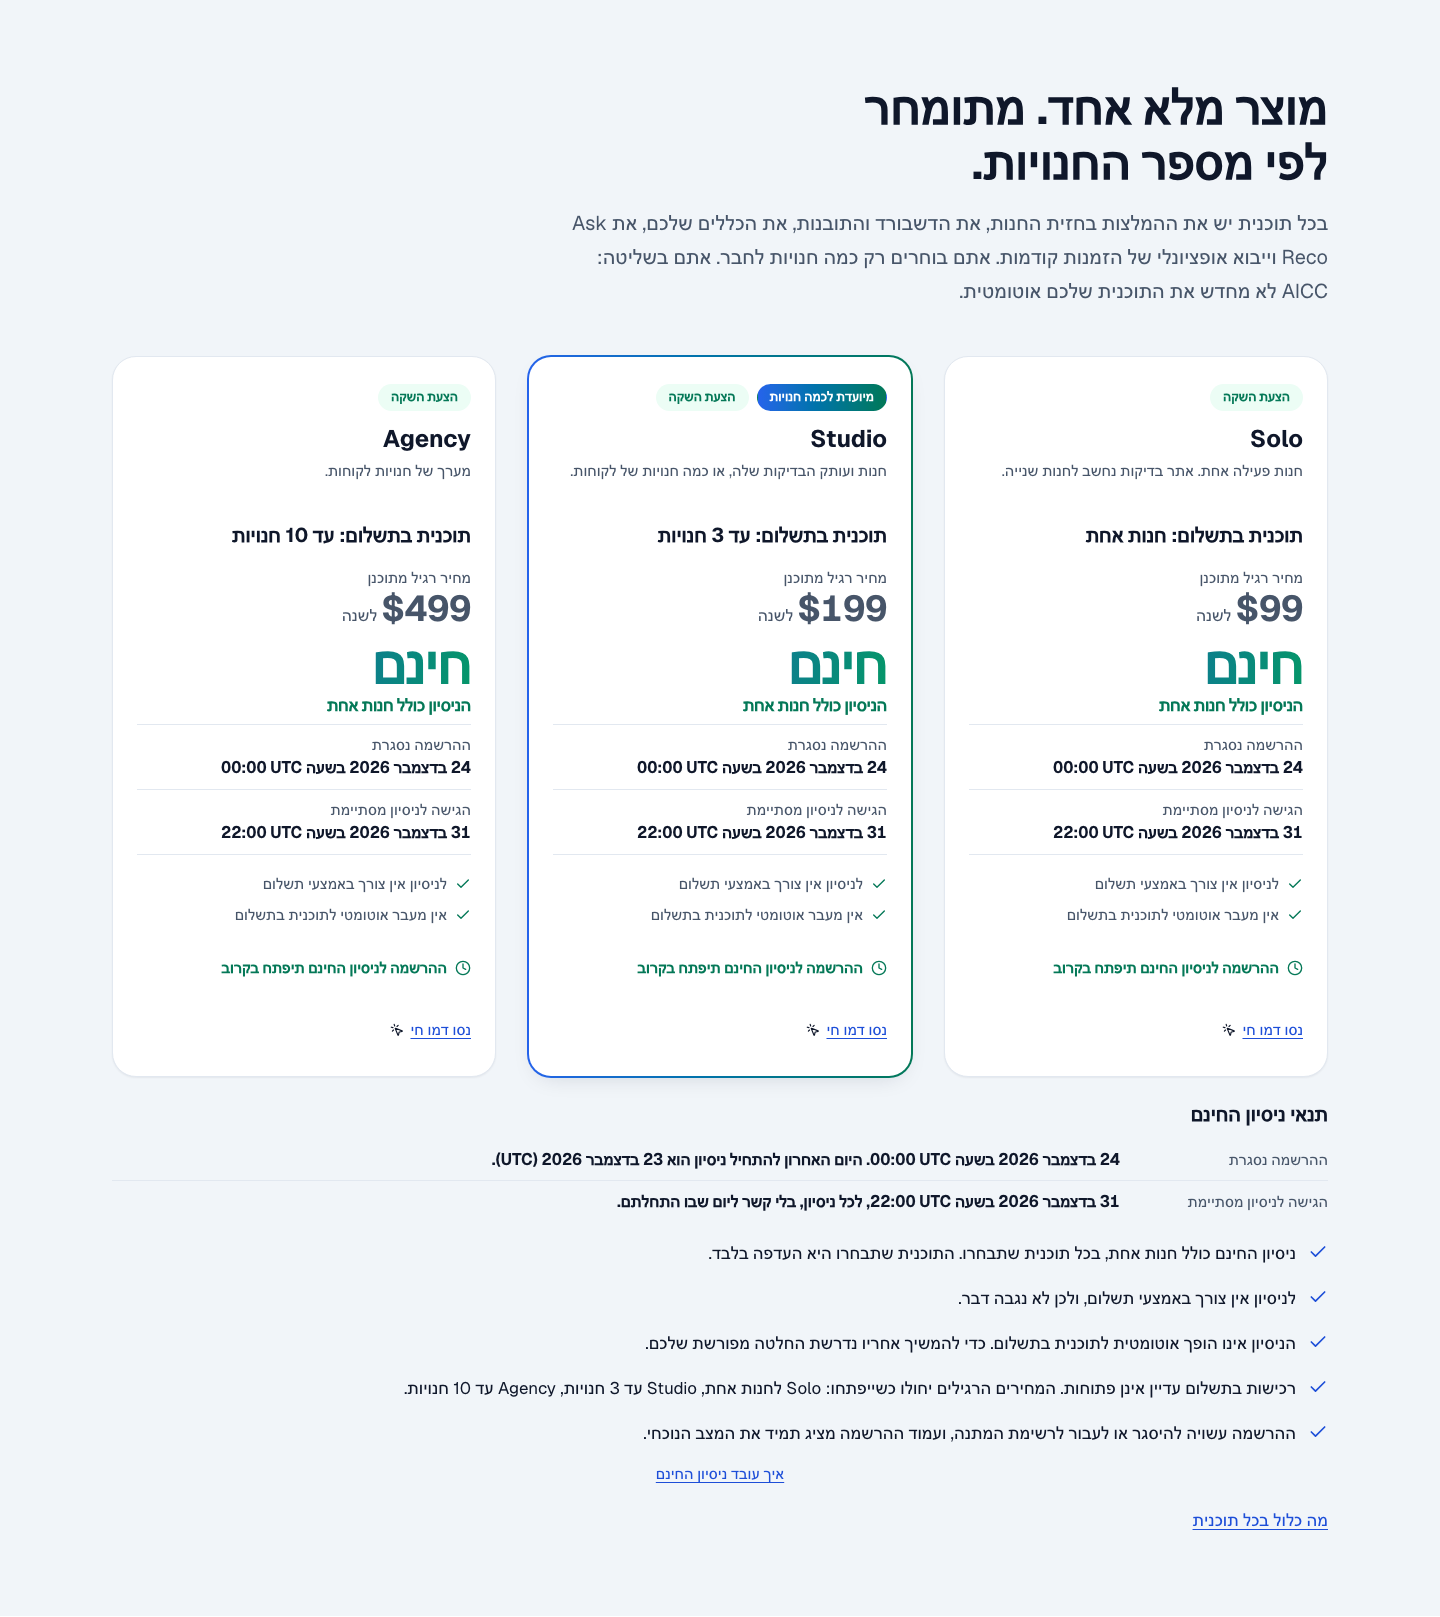 מוצר מלא אחד. מתומחר
לפי מספר החנויות.
בכל תוכנית יש את ההמלצות בחזית החנות, את הדשבורד והתובנות, את הכללים שלכם, את Ask
Reco וייבוא אופציונלי של הזמנות קודמות. אתם בוחרים רק כמה חנויות לחבר. אתם בשליטה:
AICC לא מחדש את התוכנית שלכם אוטומטית.
הצעת השקה
Solo
חנות פעילה אחת. אתר בדיקות נחשב לחנות שנייה.
תוכנית בתשלום: חנות אחת
מחיר רגיל מתוכנן
$99 לשנה
חינם
הניסיון כולל חנות אחת
ההרשמה נסגרת
24 בדצמבר 2026 בשעה 00:00 UTC
הגישה לניסיון מסתיימת
31 בדצמבר 2026 בשעה 22:00 UTC
לניסיון אין צורך באמצעי תשלום
אין מעבר אוטומטי לתוכנית בתשלום
ההרשמה לניסיון החינם תיפתח בקרוב
נסו דמו חי
מיועדת לכמה חנויות
הצעת השקה
Studio
חנות ועותק הבדיקות שלה, או כמה חנויות של לקוחות.
תוכנית בתשלום: עד 3 חנויות
מחיר רגיל מתוכנן
$199 לשנה
חינם
הניסיון כולל חנות אחת
ההרשמה נסגרת
24 בדצמבר 2026 בשעה 00:00 UTC
הגישה לניסיון מסתיימת
31 בדצמבר 2026 בשעה 22:00 UTC
לניסיון אין צורך באמצעי תשלום
אין מעבר אוטומטי לתוכנית בתשלום
ההרשמה לניסיון החינם תיפתח בקרוב
נסו דמו חי
הצעת השקה
Agency
מערך של חנויות לקוחות.
תוכנית בתשלום: עד 10 חנויות
מחיר רגיל מתוכנן
$499 לשנה
חינם
הניסיון כולל חנות אחת
ההרשמה נסגרת
24 בדצמבר 2026 בשעה 00:00 UTC
הגישה לניסיון מסתיימת
31 בדצמבר 2026 בשעה 22:00 UTC
לניסיון אין צורך באמצעי תשלום
אין מעבר אוטומטי לתוכנית בתשלום
ההרשמה לניסיון החינם תיפתח בקרוב
נסו דמו חי
תנאי ניסיון החינם
ההרשמה נסגרת
24 בדצמבר 2026 בשעה 00:00 UTC. היום האחרון להתחיל ניסיון הוא 23 בדצמבר 2026 (UTC).
הגישה לניסיון מסתיימת
31 בדצמבר 2026 בשעה 22:00 UTC, לכל ניסיון, בלי קשר ליום שבו התחלתם.
ניסיון החינם כולל חנות אחת, בכל תוכנית שתבחרו. התוכנית שתבחרו היא העדפה בלבד.
לניסיון אין צורך באמצעי תשלום, ולכן לא נגבה דבר.
הניסיון אינו הופך אוטומטית לתוכנית בתשלום. כדי להמשיך אחריו נדרשת החלטה מפורשת שלכם.
רכישות בתשלום עדיין אינן פתוחות. המחירים הרגילים יחולו כשייפתחו: Solo לחנות אחת, Studio עד 3 חנויות, Agency עד 10 חנויות.
ההרשמה עשויה להיסגר או לעבור לרשימת המתנה, ועמוד ההרשמה מציג תמיד את המצב הנוכחי.
איך עובד ניסיון החינם
מה כלול בכל תוכנית